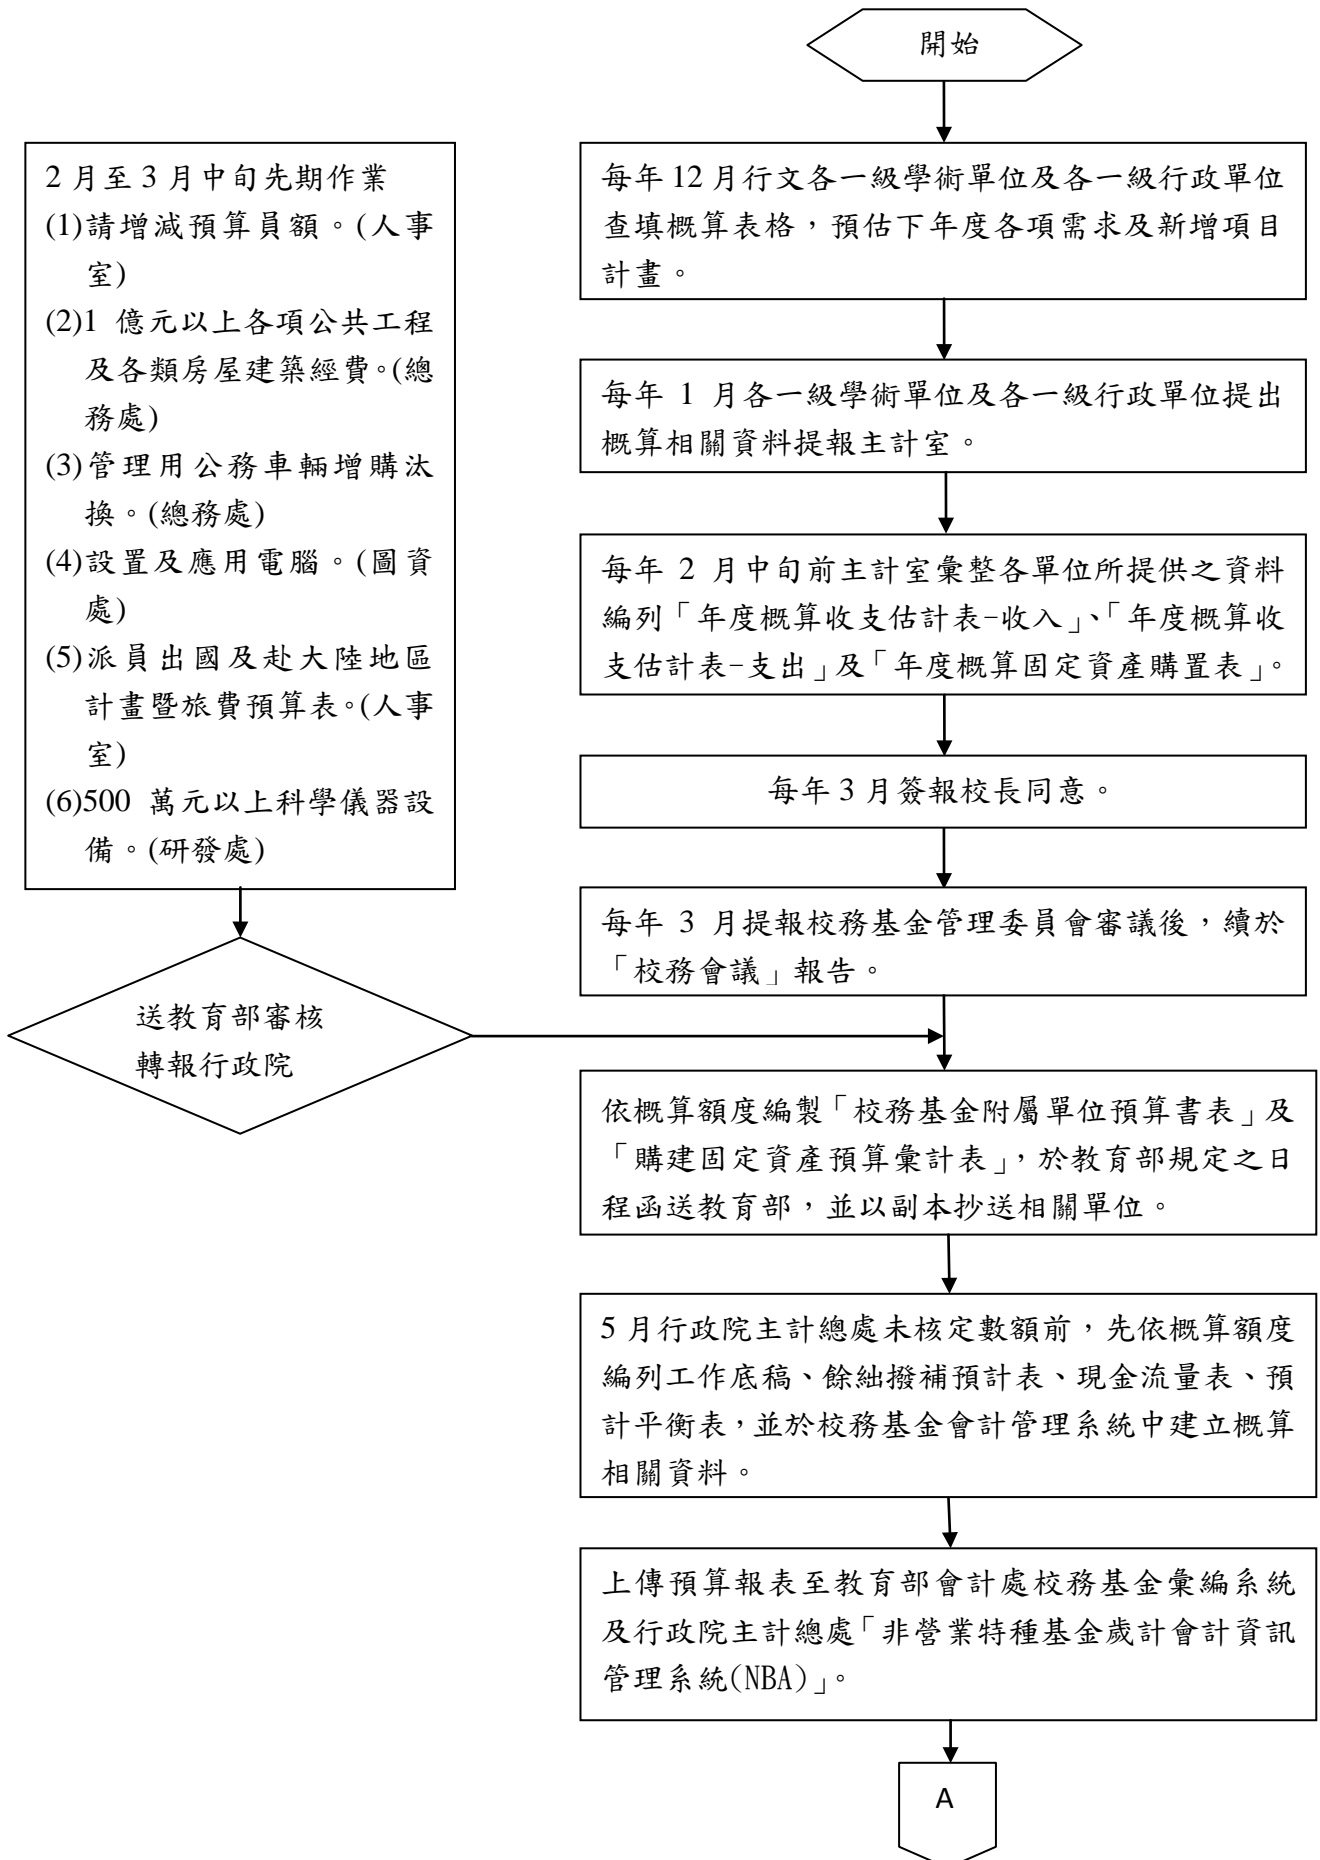 開始
2月至3月中旬先期作業
(1)請增減預算員額。(人事
室)
(2)1 億元以上各項公共工程
及各類房屋建築經費。(總
務處)
(3)管理用公務車輛增購汰
換。(總務處)
(4)設置及應用電腦。(圖資
處)
(5)派員出國及赴大陸地區
計畫暨旅費預算表。(人事
室)
(6)500 萬元以上科學儀器設
備。(研發處)
送教育部審核
轉報行政院
每年12月行文各一級學術單位及各一級行政單位
查填概算表格，預估下年度各項需求及新增項目
計畫。
每年 1 月各一級學術單位及各一級行政單位提出
概算相關資料提報主計室。
每年 2 月中旬前主計室彙整各單位所提供之資料
編列「年度概算收支估計表-收入」、「年度概算收
支估計表-支出」及「年度概算固定資產購置表」。
每年3月簽報校長同意。
每年 3 月提報校務基金管理委員會審議後，續於
「校務會議」報告。
依概算額度編製「校務基金附屬單位預算書表」及
「購建固定資產預算彙計表」，於教育部規定之日
程函送教育部，並以副本抄送相關單位。
5月行政院主計總處未核定數額前，先依概算額度
編列工作底稿、餘絀撥補預計表、現金流量表、預
計平衡表，並於校務基金會計管理系統中建立概算
相關資料。
上傳預算報表至教育部會計處校務基金彙編系統
及行政院主計總處「非營業特種基金歲計會計資訊
管理系統(NBA)」。
A